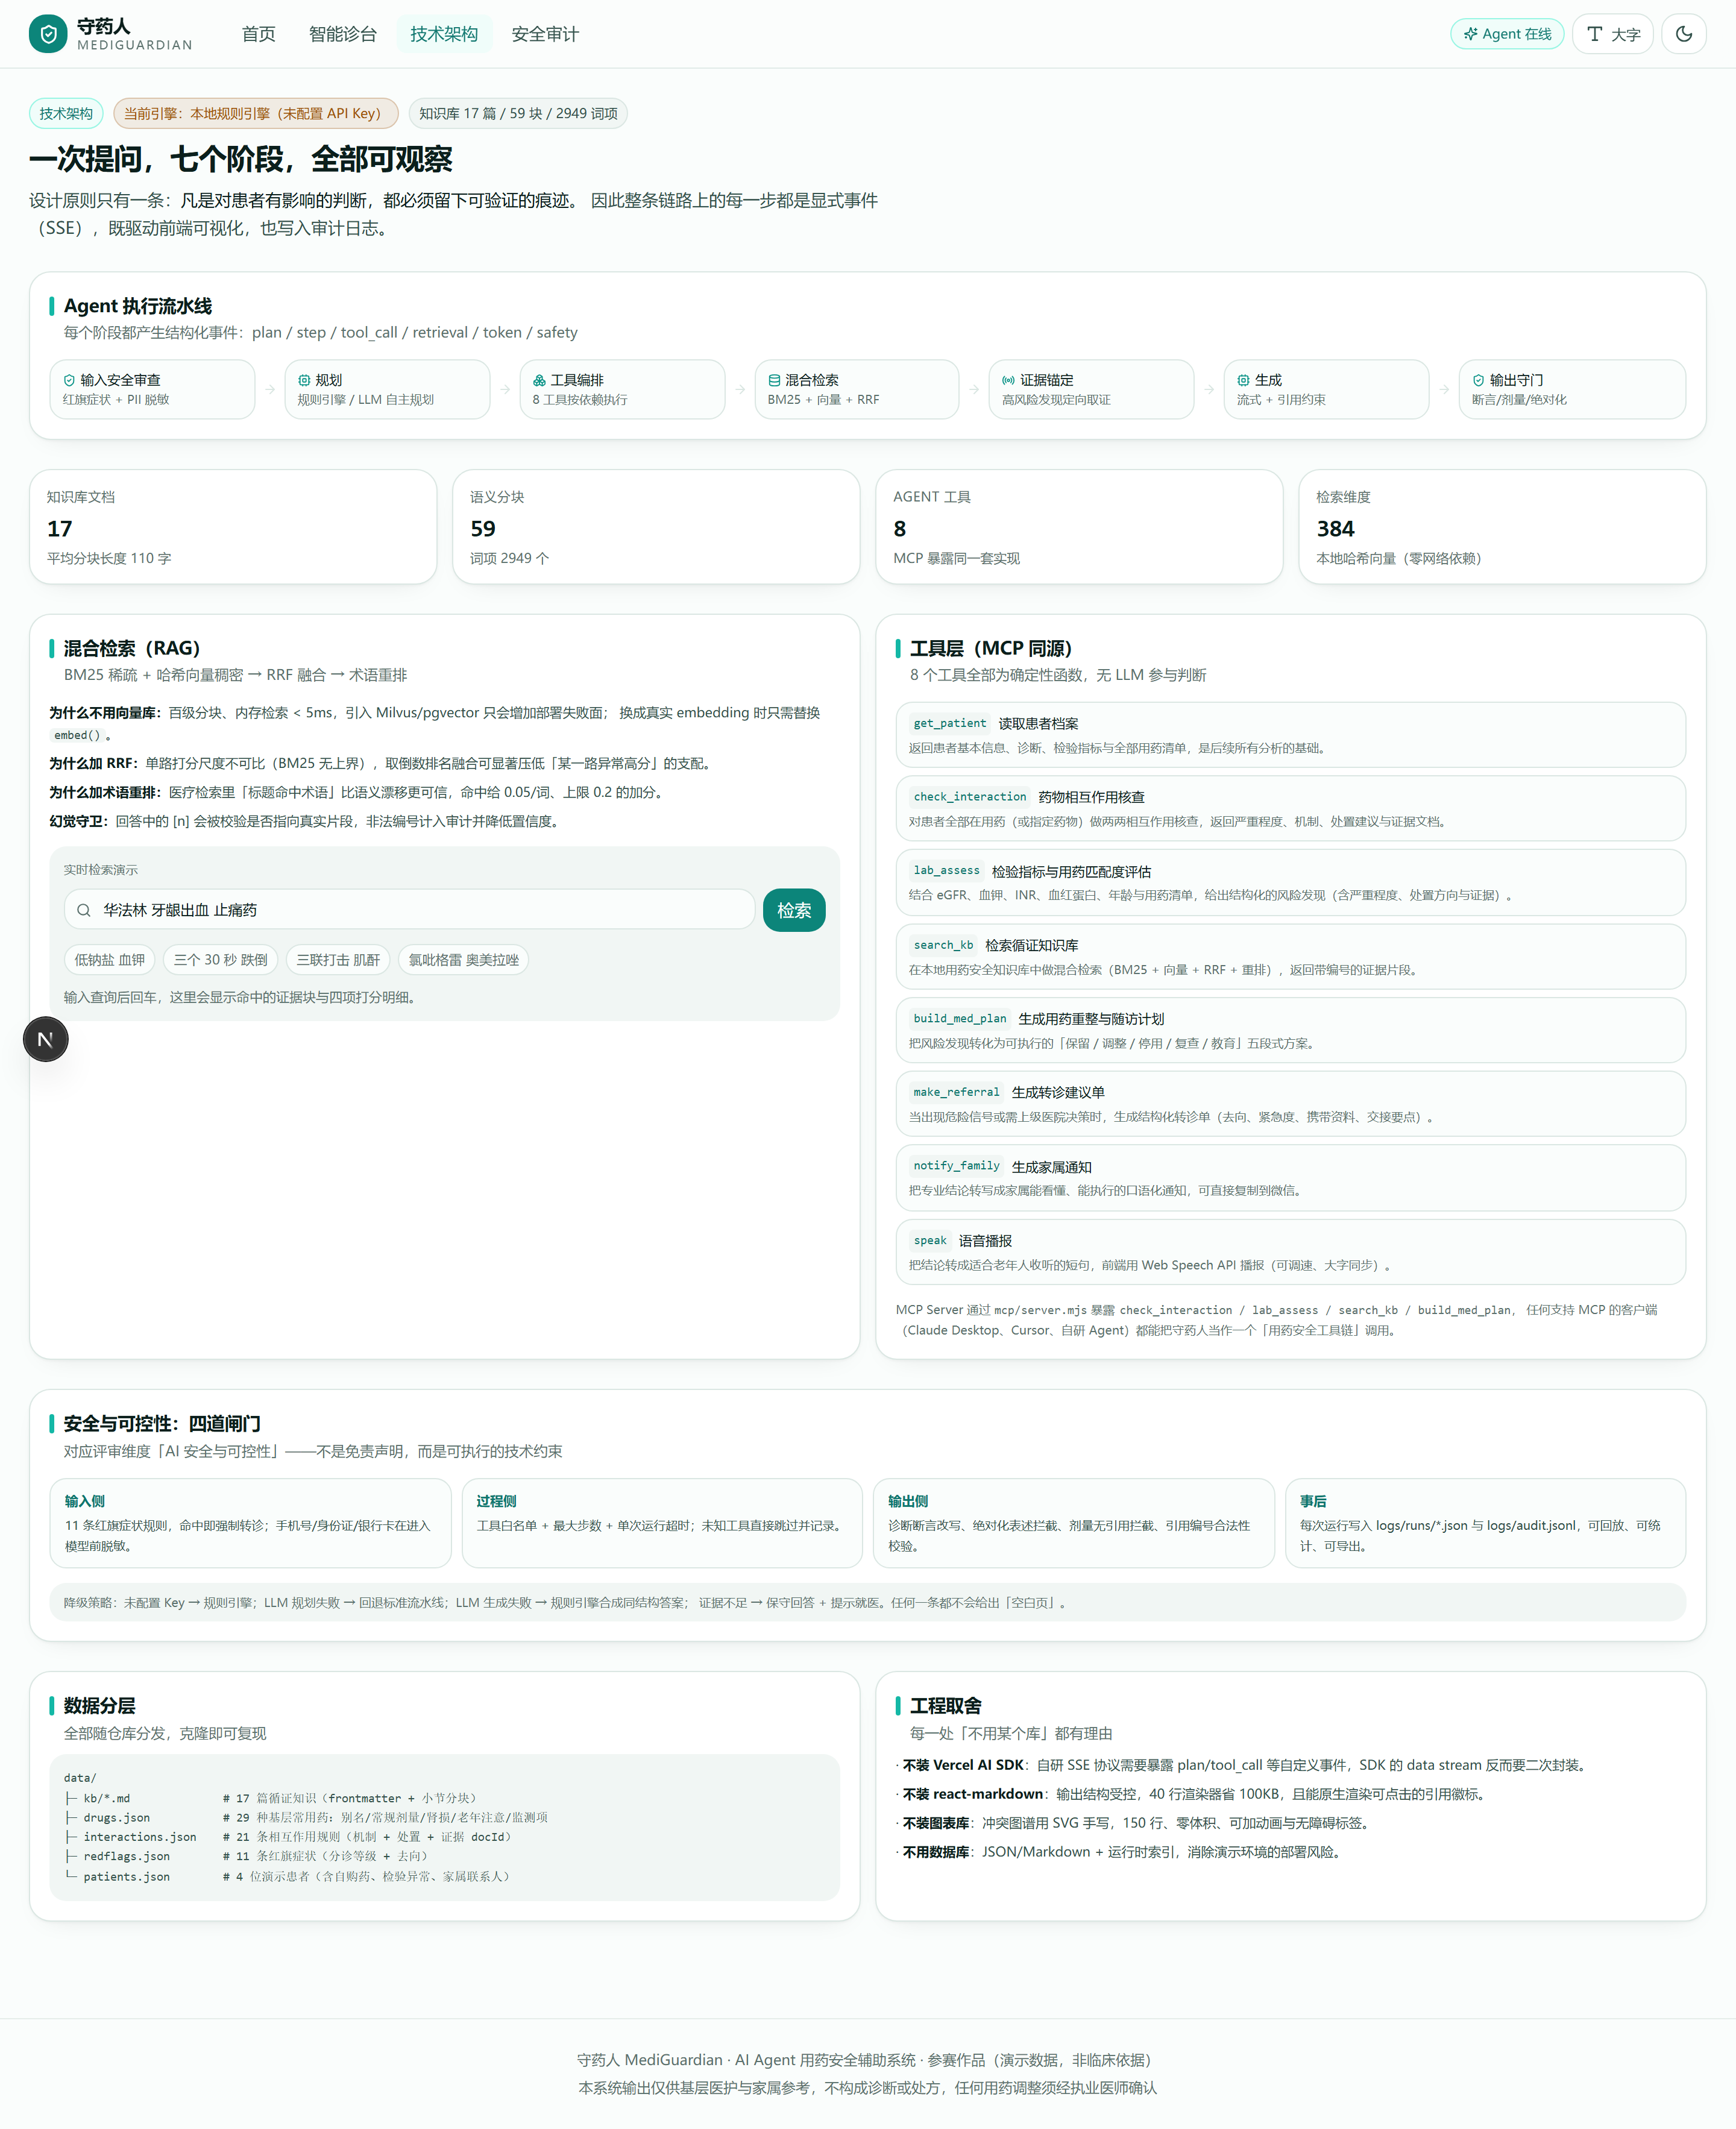 守药人
MEDIGUARDIAN
首页
智能诊台
技术架构
安全审计
Agent 在线
大字
技术架构
当前引擎：本地规则引擎（未配置 API Key）
知识库 17 篇 / 59 块 / 2949 词项
一次提问，七个阶段，全部可观察
设计原则只有一条：凡是对患者有影响的判断，都必须留下可验证的痕迹。 因此整条链路上的每一步都是显式事件
（SSE），既驱动前端可视化，也写入审计日志。
Agent 执行流水线
每个阶段都产生结构化事件：plan / step / tool_call / retrieval / token / safety
输入安全审查
红旗症状 + PII 脱敏
规划
规则引擎 / LLM 自主规划
工具编排
8 工具按依赖执行
混合检索
BM25 + 向量 + RRF
证据锚定
高风险发现定向取证
生成
流式 + 引用约束
输出守门
断言/剂量/绝对化
知识库文档
17
平均分块长度 110 字
语义分块
59
词项 2949 个
AGENT 工具
8
MCP 暴露同一套实现
检索维度
384
本地哈希向量（零网络依赖）
混合检索（RAG）
BM25 稀疏 + 哈希向量稠密 → RRF 融合 → 术语重排
为什么不用向量库：百级分块、内存检索 < 5ms，引入 Milvus/pgvector 只会增加部署失败面； 换成真实 embedding 时只需替换
embed() 。
为什么加 RRF：单路打分尺度不可比（BM25 无上界），取倒数排名融合可显著压低「某一路异常高分」的支配。
为什么加术语重排：医疗检索里「标题命中术语」比语义漂移更可信，命中给 0.05/词、上限 0.2 的加分。
幻觉守卫：回答中的 [n] 会被校验是否指向真实片段，非法编号计入审计并降低置信度。
实时检索演示
华法林 牙龈出血 止痛药
检索
低钠盐 血钾
三个 30 秒 跌倒
三联打击 肌酐
氯吡格雷 奥美拉唑
输入查询后回车，这里会显示命中的证据块与四项打分明细。
N
工具层（MCP 同源）
8 个工具全部为确定性函数，无 LLM 参与判断
get_patient 读取患者档案
返回患者基本信息、诊断、检验指标与全部用药清单，是后续所有分析的基础。
check_interaction 药物相互作用核查
对患者全部在用药（或指定药物）做两两相互作用核查，返回严重程度、机制、处置建议与证据文档。
lab_assess 检验指标与用药匹配度评估
结合 eGFR、血钾、INR、血红蛋白、年龄与用药清单，给出结构化的风险发现（含严重程度、处置方向与证据）。
search_kb 检索循证知识库
在本地用药安全知识库中做混合检索（BM25 + 向量 + RRF + 重排），返回带编号的证据片段。
build_med_plan 生成用药重整与随访计划
把风险发现转化为可执行的「保留 / 调整 / 停用 / 复查 / 教育」五段式方案。
make_referral 生成转诊建议单
当出现危险信号或需上级医院决策时，生成结构化转诊单（去向、紧急度、携带资料、交接要点）。
notify_family 生成家属通知
把专业结论转写成家属能看懂、能执行的口语化通知，可直接复制到微信。
speak 语音播报
把结论转成适合老年人收听的短句，前端用 Web Speech API 播报（可调速、大字同步）。
MCP Server 通过 mcp/server.mjs 暴露 check_interaction / lab_assess / search_kb / build_med_plan， 任何支持 MCP 的客户端
（Claude Desktop、Cursor、自研 Agent）都能把守药人当作一个「用药安全工具链」调用。
安全与可控性：四道闸门
对应评审维度「AI 安全与可控性」——不是免责声明，而是可执行的技术约束
输入侧
11 条红旗症状规则，命中即强制转诊；手机号/身份证/银行卡在进入
模型前脱敏。
过程侧
工具白名单 + 最大步数 + 单次运行超时；未知工具直接跳过并记录。
输出侧
诊断断言改写、绝对化表述拦截、剂量无引用拦截、引用编号合法性
校验。
事后
每次运行写入 logs/runs/*.json 与 logs/audit.jsonl，可回放、可统
计、可导出。
降级策略：未配置 Key → 规则引擎；LLM 规划失败 → 回退标准流水线；LLM 生成失败 → 规则引擎合成同结构答案； 证据不足 → 保守回答 + 提示就医。任何一条都不会给出「空白页」。
数据分层
全部随仓库分发，克隆即可复现
data/
├─ kb/*.md # 17 篇循证知识（frontmatter + 小节分块）
├─ drugs.json # 29 种基层常用药：别名/常规剂量/肾损/老年注意/监测项
├─ interactions.json # 21 条相互作用规则（机制 + 处置 + 证据 docId）
├─ redflags.json # 11 条红旗症状（分诊等级 + 去向）
└─ patients.json # 4 位演示患者（含自购药、检验异常、家属联系人）
工程取舍
每一处「不用某个库」都有理由
· 不装 Vercel AI SDK：自研 SSE 协议需要暴露 plan/tool_call 等自定义事件，SDK 的 data stream 反而要二次封装。
· 不装 react-markdown：输出结构受控，40 行渲染器省 100KB，且能原生渲染可点击的引用徽标。
· 不装图表库：冲突图谱用 SVG 手写，150 行、零体积、可加动画与无障碍标签。
· 不用数据库：JSON/Markdown + 运行时索引，消除演示环境的部署风险。
守药人 MediGuardian · AI Agent 用药安全辅助系统 · 参赛作品（演示数据，非临床依据）
本系统输出仅供基层医护与家属参考，不构成诊断或处方，任何用药调整须经执业医师确认